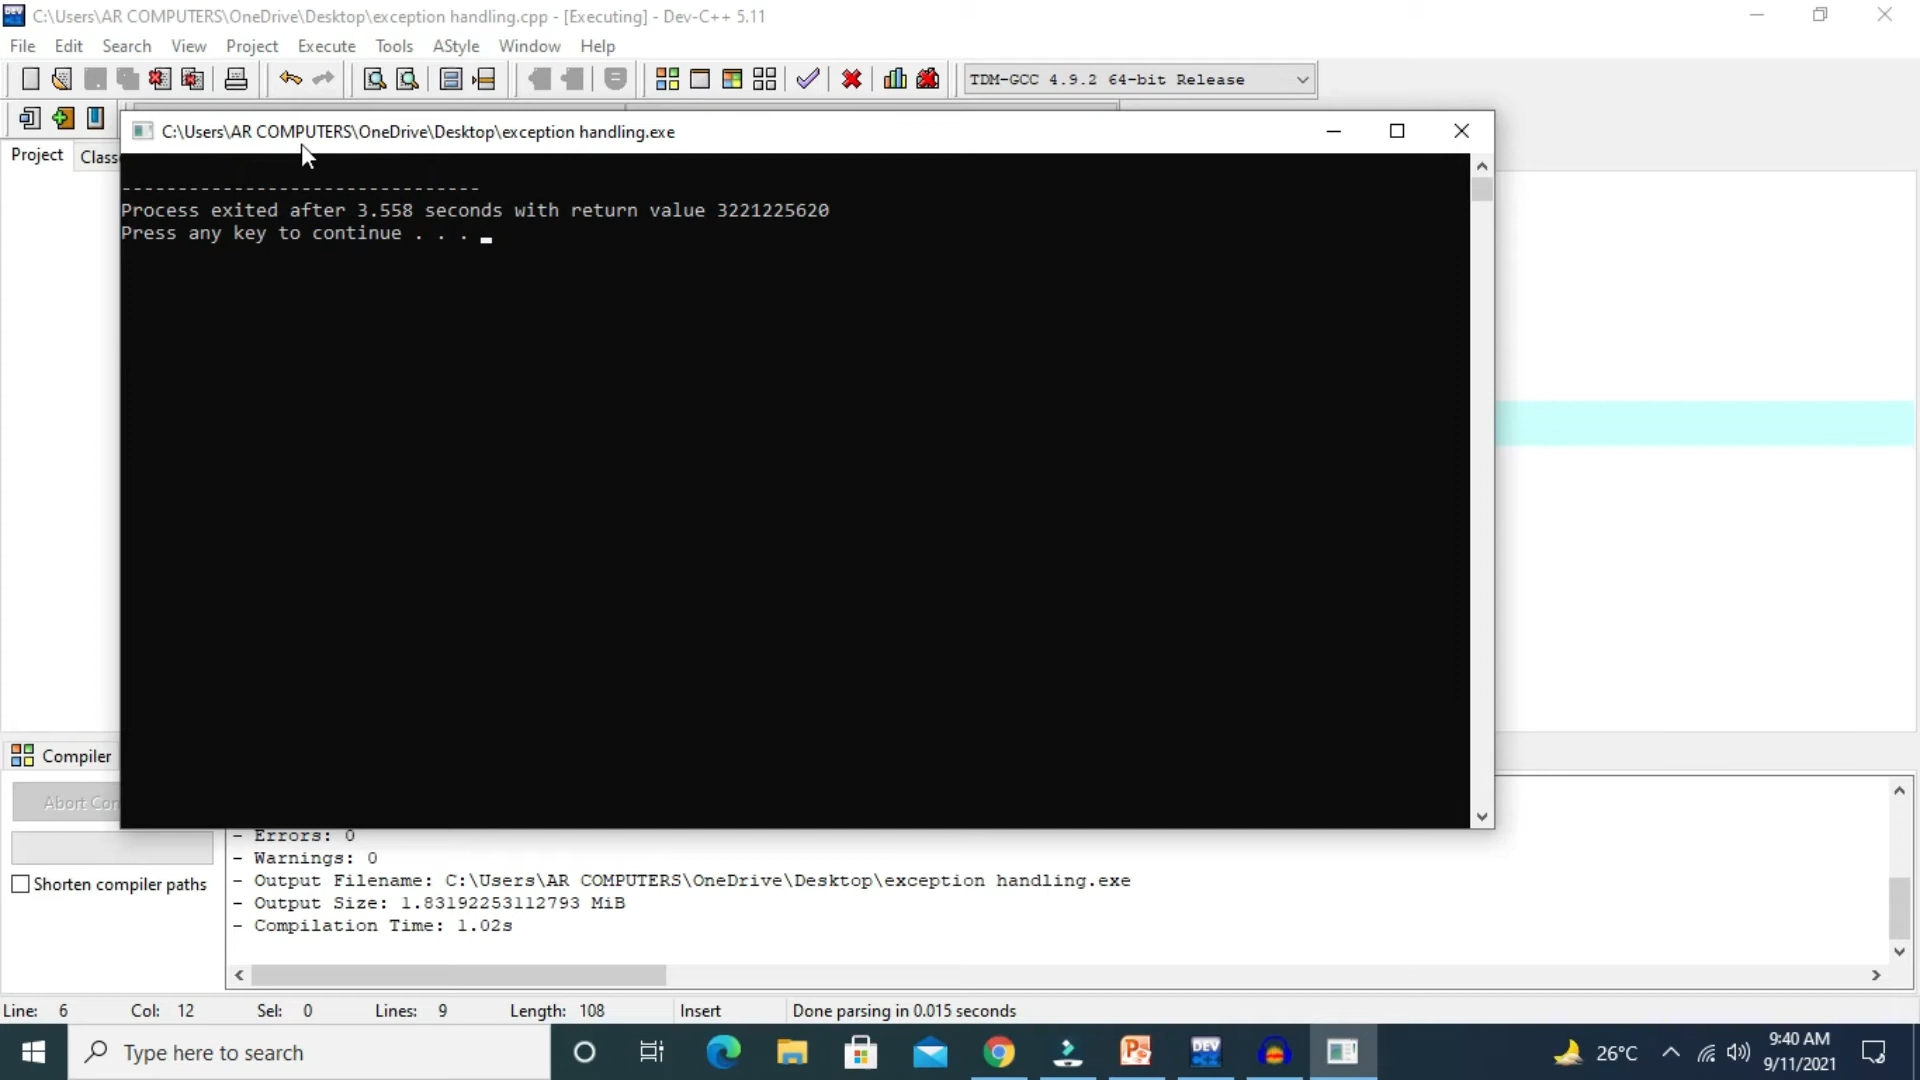 C:\Users\AR COMPUTERS\OneDrive\Desktop\exception handling.cpp - [Executing] - Dev-C++ 5.11
File Edit Search View Project Execute Tools AStyle Window Help
TDM-GCC 4.9.2 64-bit Release
C:\Users\AR COMPUTERS\OneDrive\Desktop\exception handling.exe
Project Class
--------------------------------
Process exited after 3.558 seconds with return value 3221225620
Press any key to continue . . .
Compiler
Abort Con
- Errors: 0
- Warnings: 0
Shorten compiler paths
- Output Filename: C:\Users\AR COMPUTERS\OneDrive\Desktop\exception handling.exe
- Output Size: 1.83192253112793 MiB
- Compilation Time: 1.02s
Line: 6 Col: 12 Sel: 0 Lines: 9 Length: 108 Insert Done parsing in 0.015 seconds
Type here to search
DEV
26°C
9:40 AM
9/11/2021